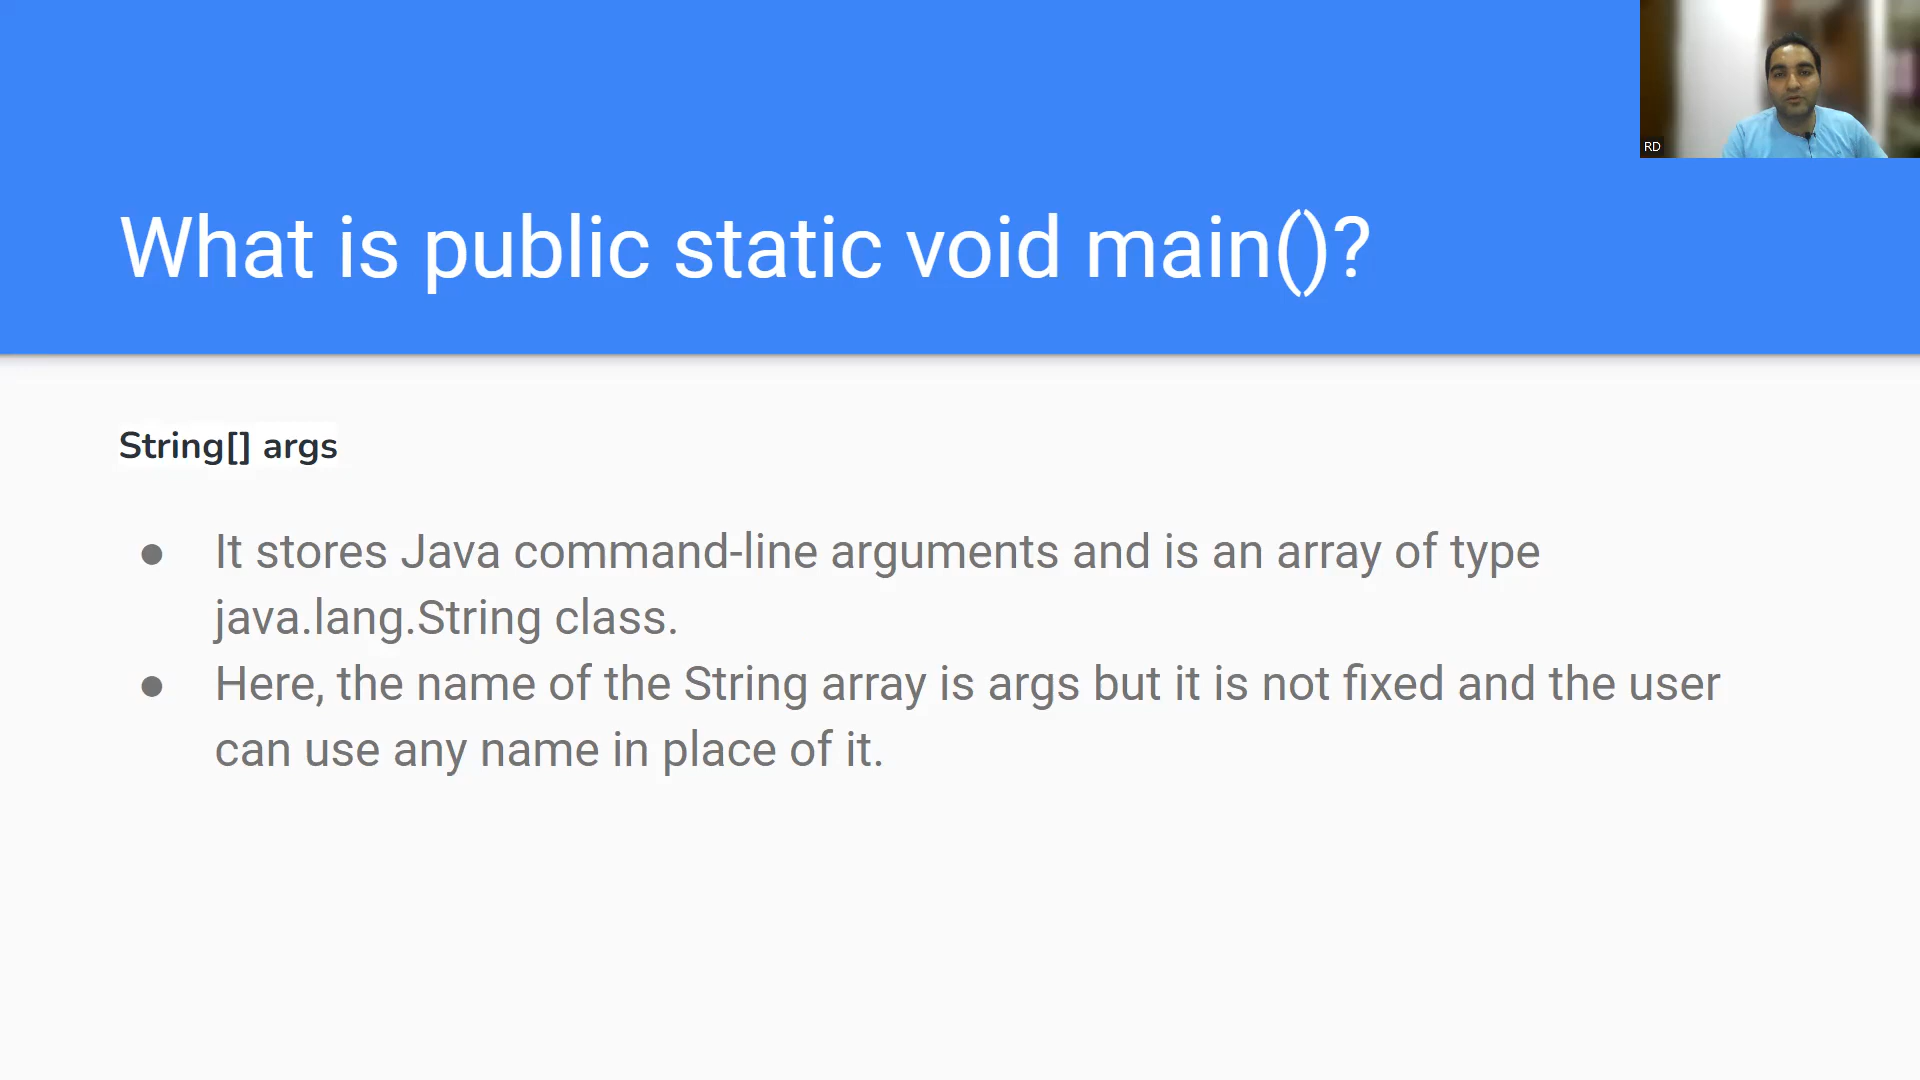 RD
What is public static void main()?
String[] args
● It stores Java command-line arguments and is an array of type
java.lang.String class.
● Here, the name of the String array is args but it is not fixed and the user
can use any name in place of it.